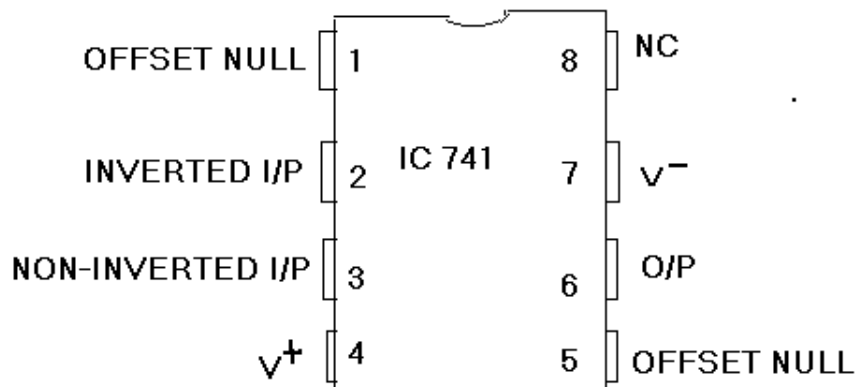 OFFSET NULL 1 8 NC
IC 741
INVERTED I/P 2 7 V⁻
NON-INVERTED I/P 3 6 O/P
V⁺ 4 5 OFFSET NULL